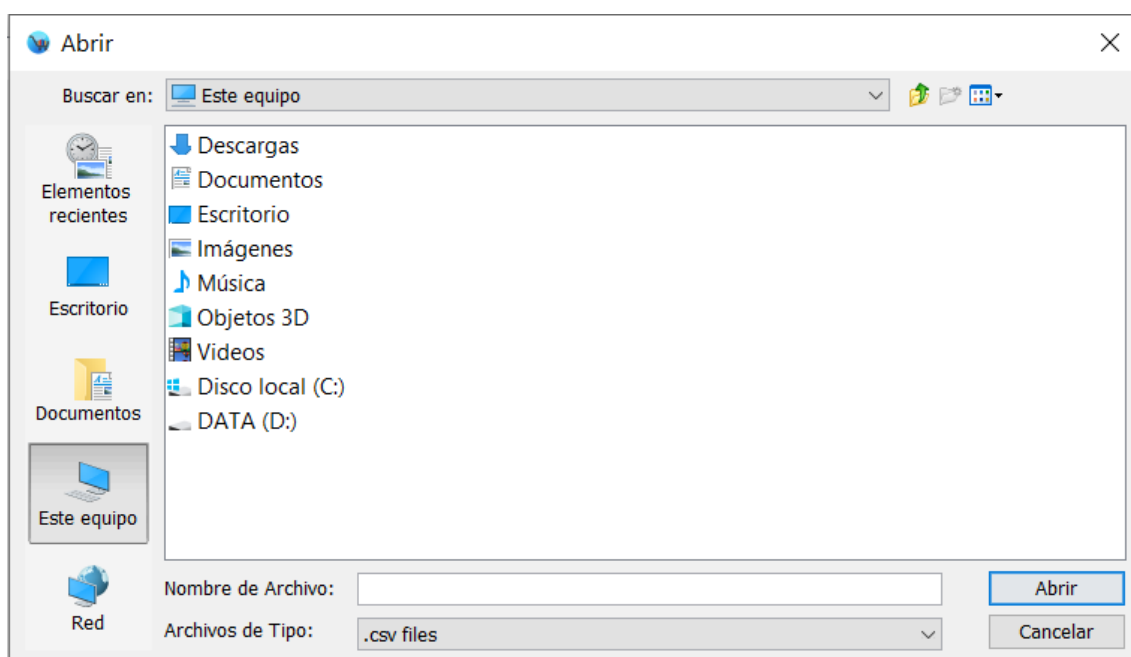 Abrir
Buscar en: Este equipo
Elementos
recientes
Escritorio
Documentos
Este equipo
Red
Descargas
Documentos
Escritorio
Imágenes
Música
Objetos 3D
Videos
Disco local (C:)
DATA (D:)
Nombre de Archivo:
Abrir
Archivos de Tipo: .csv files
Cancelar